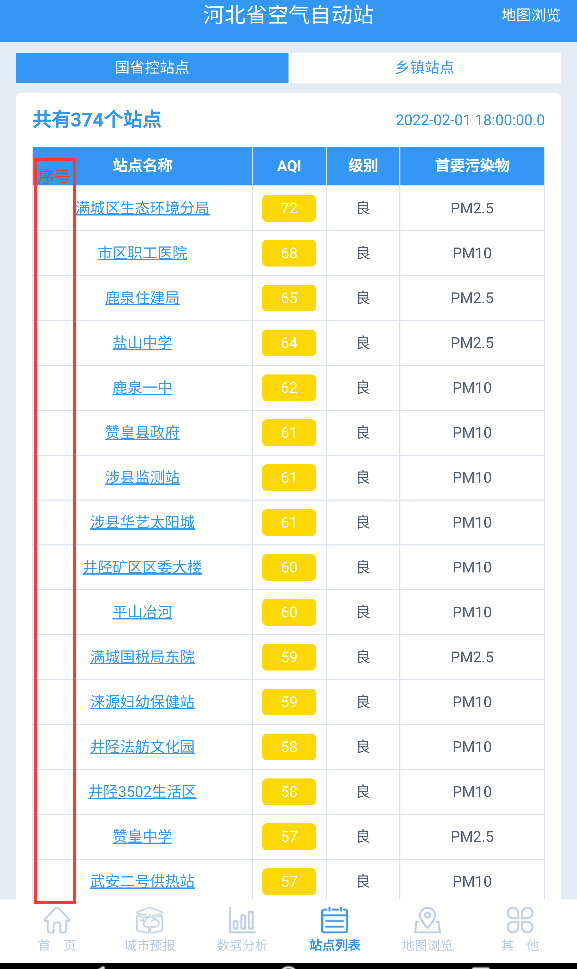 河北省空气自动站 地图浏览
国省控站点 乡镇站点
共有374个站点 2022-02-01 18:00:00.0
序号 站点名称 AQI 级别 首要污染物
满城区生态环境分局 72 良 PM2.5
市区职工医院 68 良 PM10
鹿泉住建局 65 良 PM2.5
盐山中学 64 良 PM2.5
鹿泉一中 62 良 PM10
赞皇县政府 61 良 PM10
涉县监测站 61 良 PM10
涉县华艺太阳城 61 良 PM10
井陉矿区区委大楼 60 良 PM10
平山冶河 60 良 PM10
满城国税局东院 59 良 PM2.5
涞源妇幼保健站 59 良 PM10
井陉法舫文化园 58 良 PM10
井陉3502生活区 58 良 PM10
赞皇中学 57 良 PM2.5
武安二号供热站 57 良 PM10
首 页 城市预报 数据分析 站点列表 地图浏览 其 他